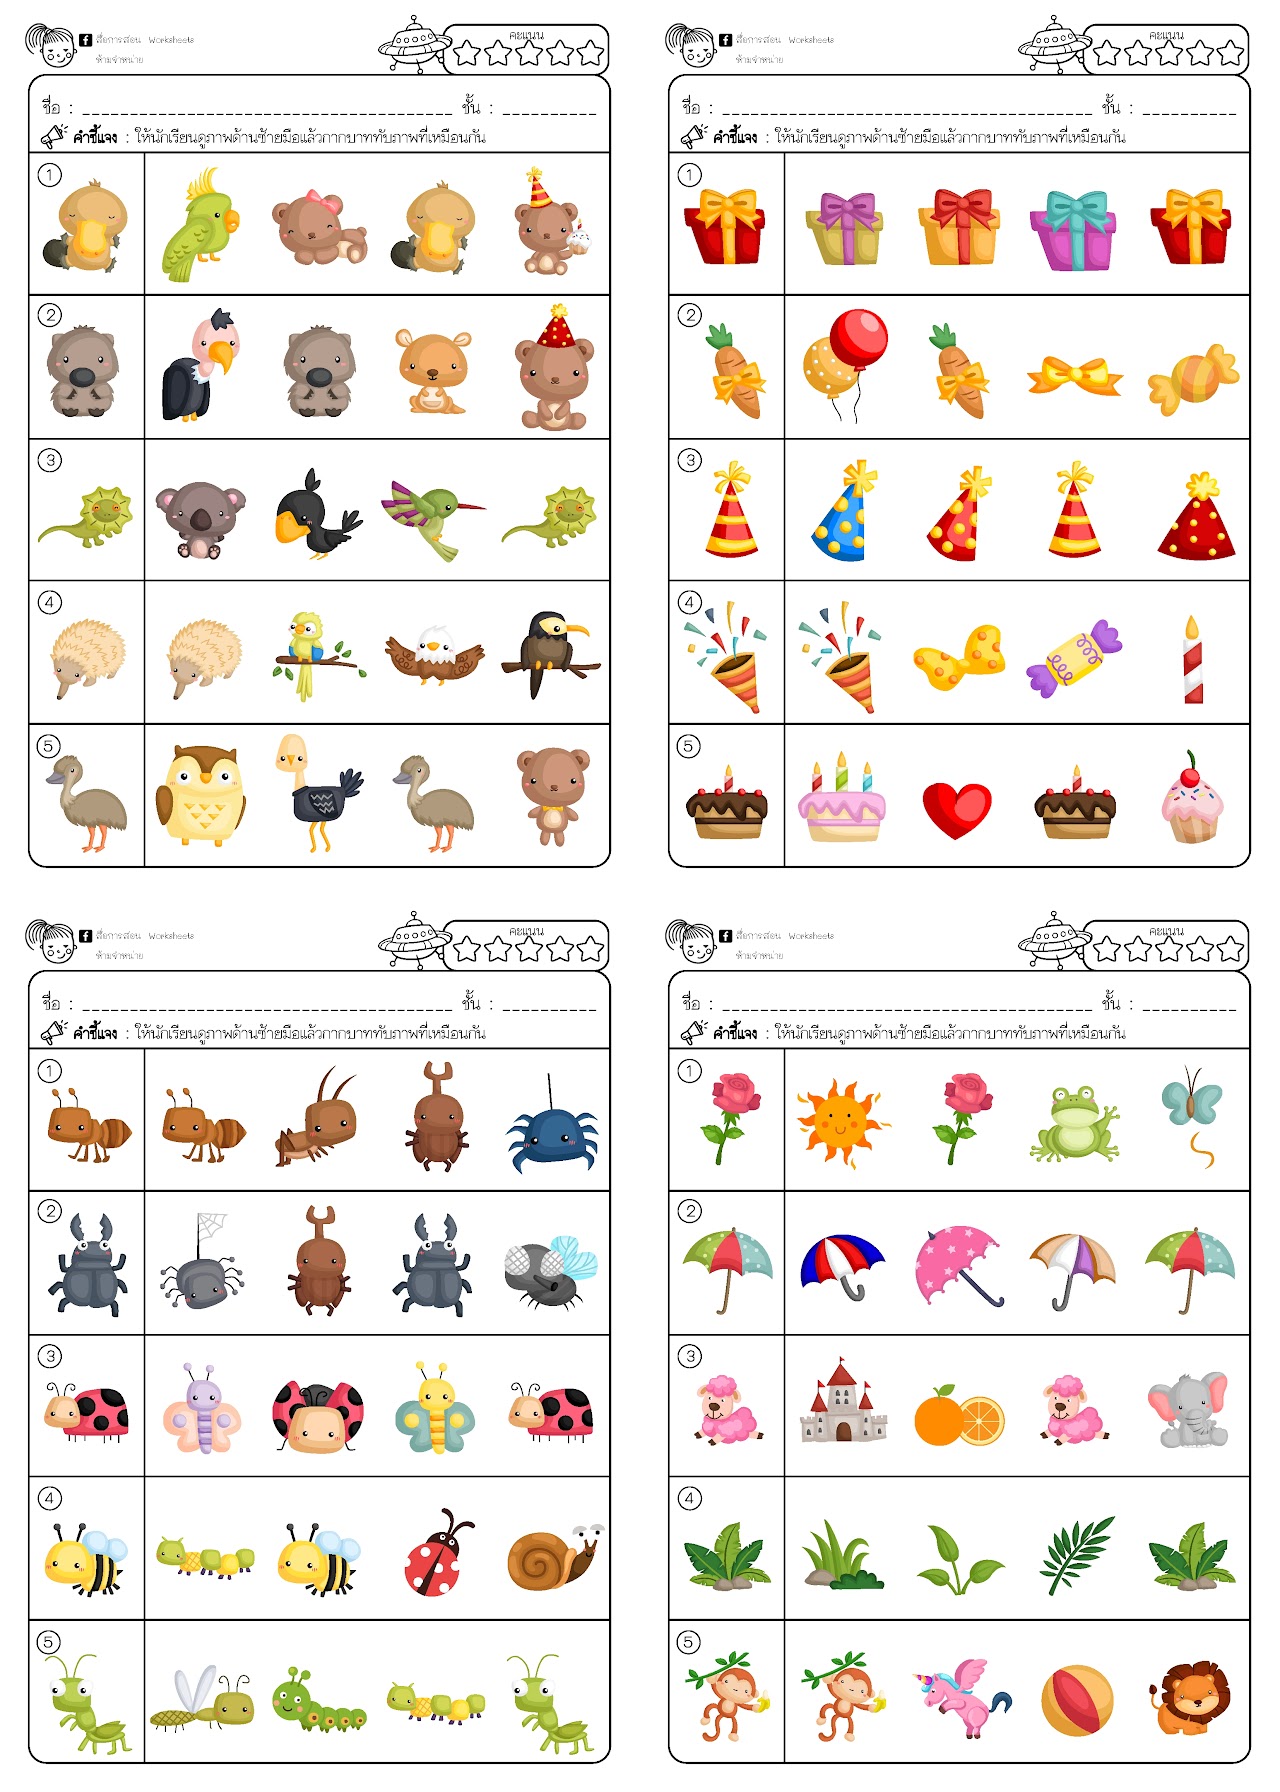 สื่อการสอน Worksheets
ห้ามจำหน่าย
คะแนน
ชื่อ : ชั้น :
คำชี้แจง : ให้นักเรียนดูภาพด้านซ้ายมือแล้วกากบาททับภาพที่เหมือนกัน
1
2
3
4
5
สื่อการสอน Worksheets
ห้ามจำหน่าย
คะแนน
ชื่อ : ชั้น :
คำชี้แจง : ให้นักเรียนดูภาพด้านซ้ายมือแล้วกากบาททับภาพที่เหมือนกัน
1
2
3
4
5
สื่อการสอน Worksheets
ห้ามจำหน่าย
คะแนน
ชื่อ : ชั้น :
คำชี้แจง : ให้นักเรียนดูภาพด้านซ้ายมือแล้วกากบาททับภาพที่เหมือนกัน
1
2
3
4
5
สื่อการสอน Worksheets
ห้ามจำหน่าย
คะแนน
ชื่อ : ชั้น :
คำชี้แจง : ให้นักเรียนดูภาพด้านซ้ายมือแล้วกากบาททับภาพที่เหมือนกัน
1
2
3
4
5